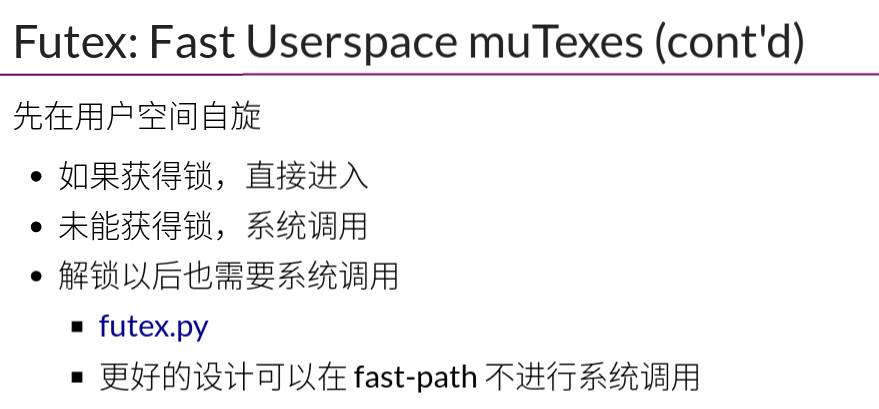 Futex: Fast Userspace muTexes (cont'd)
先在用户空间自旋
如果获得锁，直接进入
未能获得锁，系统调用
解锁以后也需要系统调用
futex.py
更好的设计可以在 fast-path 不进行系统调用